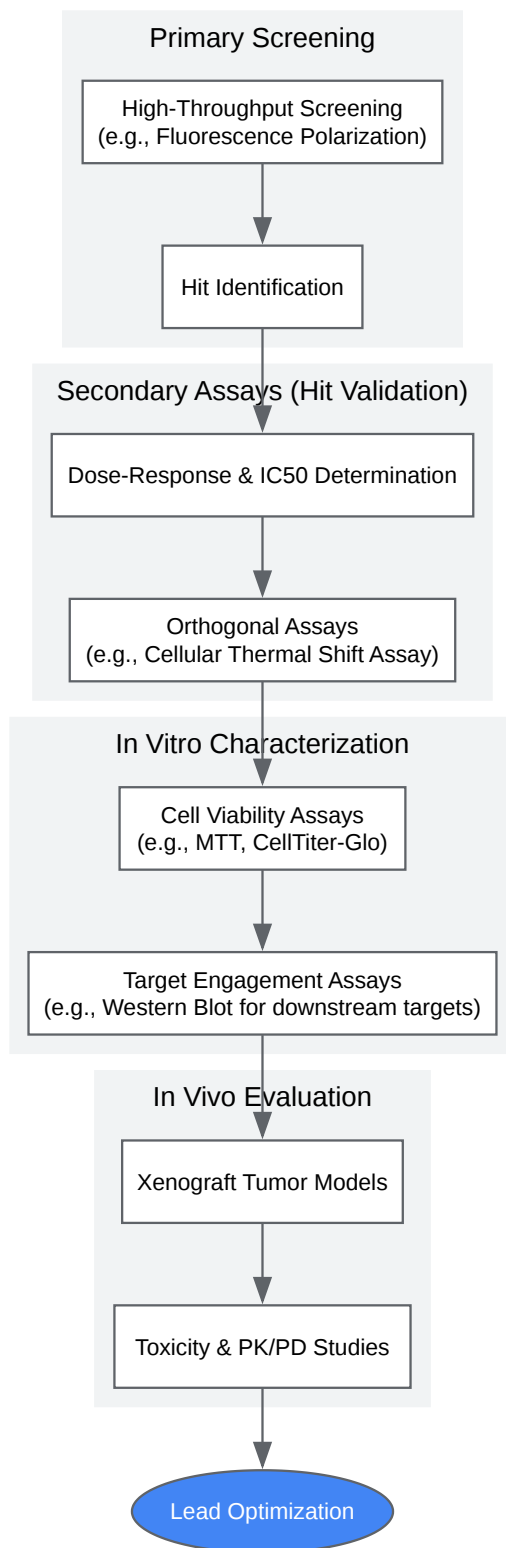 Primary Screening
High-Throughput Screening
(e.g., Fluorescence Polarization)
Hit Identification
Secondary Assays (Hit Validation)
Dose-Response & IC50 Determination
Orthogonal Assays
(e.g., Cellular Thermal Shift Assay)
In Vitro Characterization
Cell Viability Assays
(e.g., MTT, CellTiter-Glo)
Target Engagement Assays
(e.g., Western Blot for downstream targets)
In Vivo Evaluation
Xenograft Tumor Models
Toxicity & PK/PD Studies
Lead Optimization